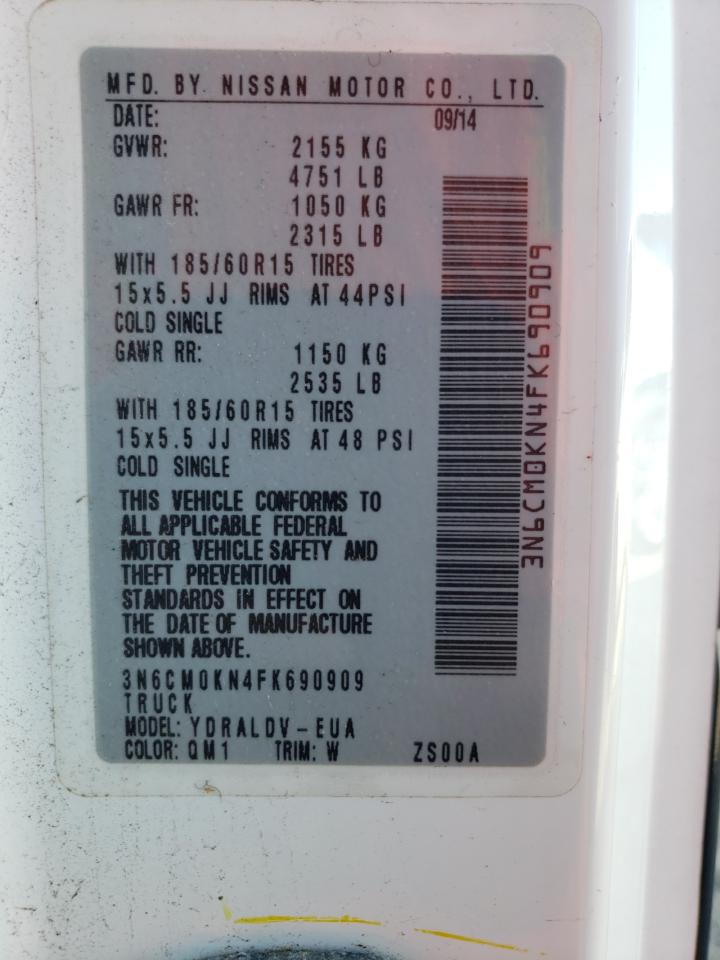 MFD. BY NISSAN MOTOR CO., LTD.
DATE: 09/14
GVWR: 2155 KG
4751 LB
GAWR FR: 1050 KG
2315 LB
WITH 185/60R15 TIRES
15x5.5 JJ RIMS AT 44PSI
COLD SINGLE
GAWR RR: 1150 KG
2535 LB
WITH 185/60R15 TIRES
15x5.5 JJ RIMS AT 48 PSI
COLD SINGLE
THIS VEHICLE CONFORMS TO
ALL APPLICABLE FEDERAL
MOTOR VEHICLE SAFETY AND
THEFT PREVENTION
STANDARDS IN EFFECT ON
THE DATE OF MANUFACTURE
SHOWN ABOVE.
3N6CM0KN4FK690909
TRUCK
MODEL: YDRALDV-EUA
COLOR: QM1 TRIM: W ZS00A
3N6CM0KN4FK690909